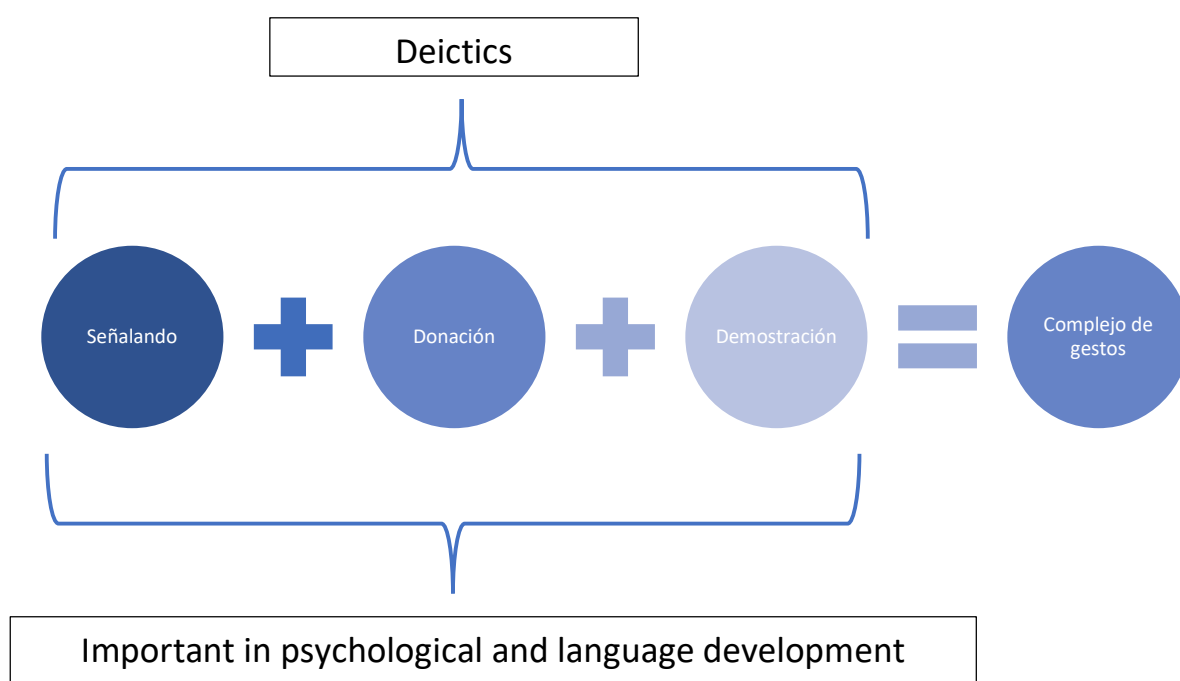 Deictics
Señalando
Donación
Demostración
Complejo de
gestos
Important in psychological and language development